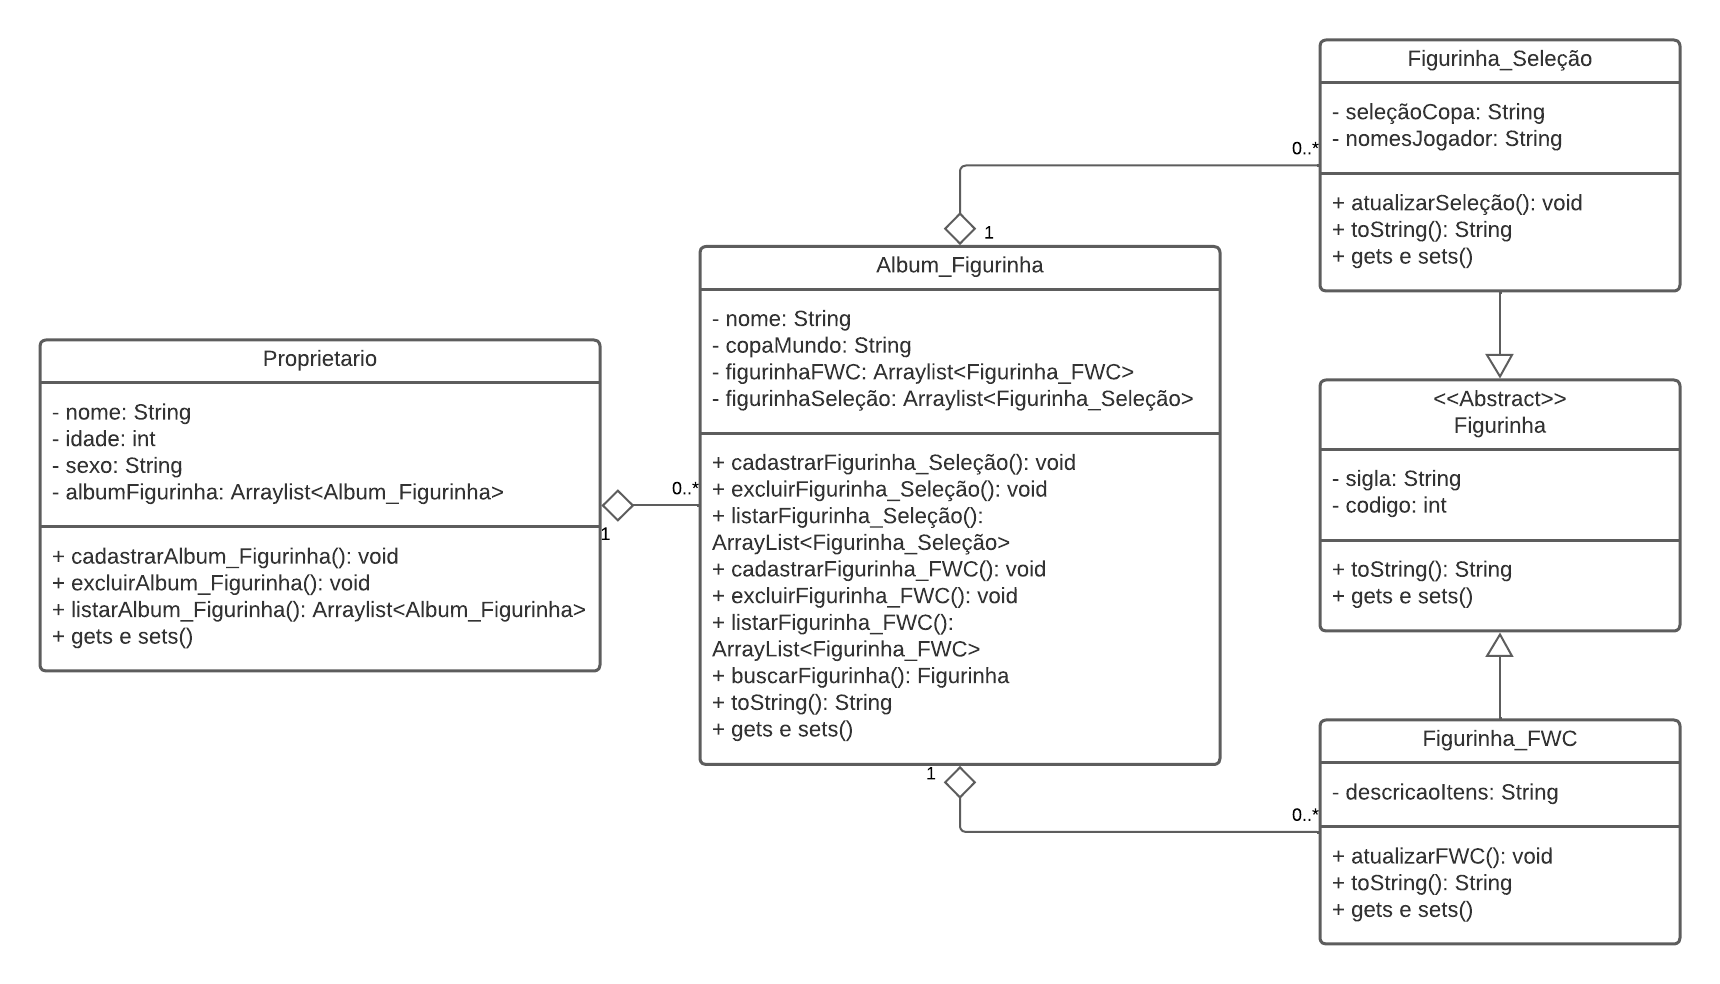 Figurinha_Seleção
- seleçãoCopa: String
- nomesJogador: String
+ atualizarSeleção(): void
+ toString(): String
+ gets e sets()
0..*
1
Album_Figurinha
- nome: String
- copaMundo: String
- figurinhaFWC: Arraylist<Figurinha_FWC>
- figurinhaSeleção: Arraylist<Figurinha_Seleção>
+ cadastrarFigurinha_Seleção(): void
+ excluirFigurinha_Seleção(): void
+ listarFigurinha_Seleção():
ArrayList<Figurinha_Seleção>
+ cadastrarFigurinha_FWC(): void
+ excluirFigurinha_FWC(): void
+ listarFigurinha_FWC():
ArrayList<Figurinha_FWC>
+ buscarFigurinha(): Figurinha
+ toString(): String
+ gets e sets()
Proprietario
- nome: String
- idade: int
- sexo: String
- albumFigurinha: Arraylist<Album_Figurinha>
+ cadastrarAlbum_Figurinha(): void
+ excluirAlbum_Figurinha(): void
+ listarAlbum_Figurinha(): Arraylist<Album_Figurinha>
+ gets e sets()
0..*
1
<<Abstract>>
Figurinha
- sigla: String
- codigo: int
+ toString(): String
+ gets e sets()
1
0..*
Figurinha_FWC
- descricaoItens: String
+ atualizarFWC(): void
+ toString(): String
+ gets e sets()